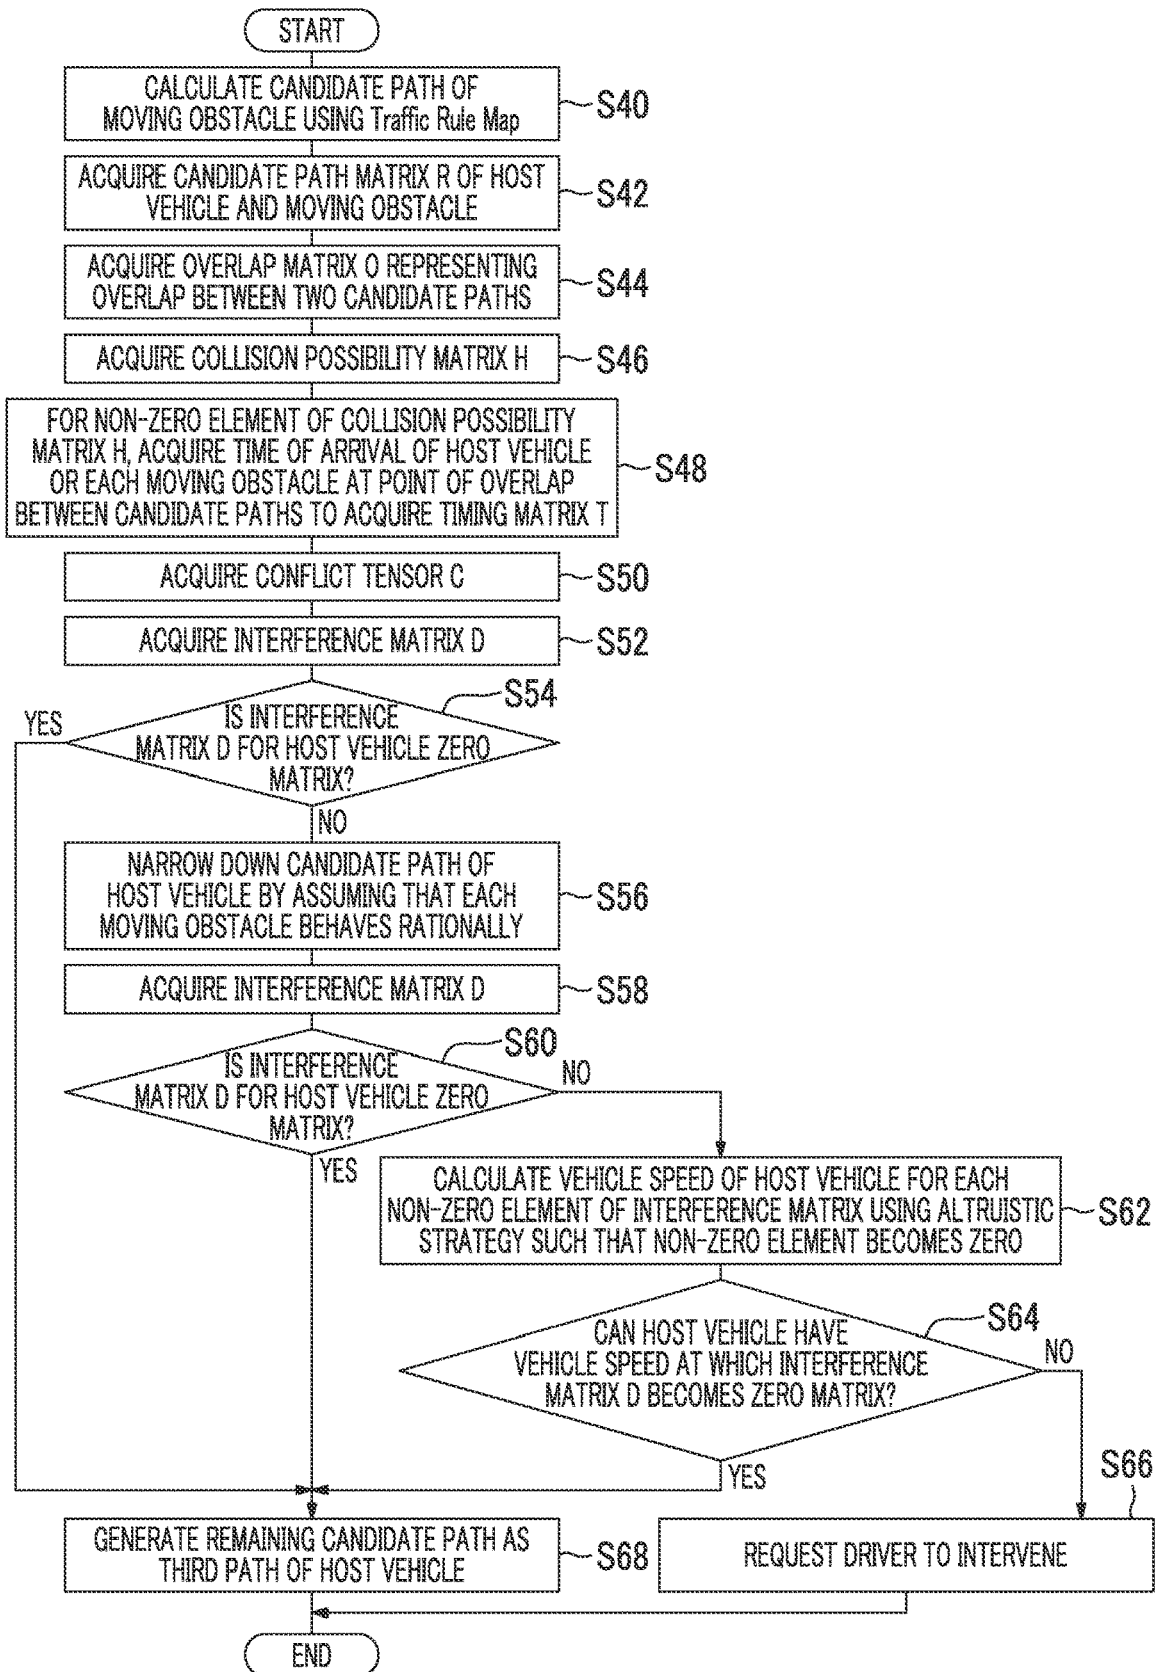 START
CALCULATE CANDIDATE PATH OF
MOVING OBSTACLE USING Traffic Rule Map
S40
ACQUIRE CANDIDATE PATH MATRIX R OF HOST
VEHICLE AND MOVING OBSTACLE
S42
ACQUIRE OVERLAP MATRIX O REPRESENTING
OVERLAP BETWEEN TWO CANDIDATE PATHS
S44
ACQUIRE COLLISION POSSIBILITY MATRIX H
S46
FOR NON-ZERO ELEMENT OF COLLISION POSSIBILITY
MATRIX H, ACQUIRE TIME OF ARRIVAL OF HOST VEHICLE
OR EACH MOVING OBSTACLE AT POINT OF OVERLAP
BETWEEN CANDIDATE PATHS TO ACQUIRE TIMING MATRIX T
S48
ACQUIRE CONFLICT TENSOR C
S50
ACQUIRE INTERFERENCE MATRIX D
S52
S54
YES
IS INTERFERENCE
MATRIX D FOR HOST VEHICLE ZERO
MATRIX?
NO
NARROW DOWN CANDIDATE PATH OF
HOST VEHICLE BY ASSUMING THAT EACH
MOVING OBSTACLE BEHAVES RATIONALLY
S56
ACQUIRE INTERFERENCE MATRIX D
S58
S60
IS INTERFERENCE
MATRIX D FOR HOST VEHICLE ZERO
MATRIX?
NO
YES
CALCULATE VEHICLE SPEED OF HOST VEHICLE FOR EACH
NON-ZERO ELEMENT OF INTERFERENCE MATRIX USING ALTRUISTIC
STRATEGY SUCH THAT NON-ZERO ELEMENT BECOMES ZERO
S62
S64
CAN HOST VEHICLE HAVE
VEHICLE SPEED AT WHICH INTERFERENCE
MATRIX D BECOMES ZERO MATRIX?
NO
YES
S66
GENERATE REMAINING CANDIDATE PATH AS
THIRD PATH OF HOST VEHICLE
S68
REQUEST DRIVER TO INTERVENE
END